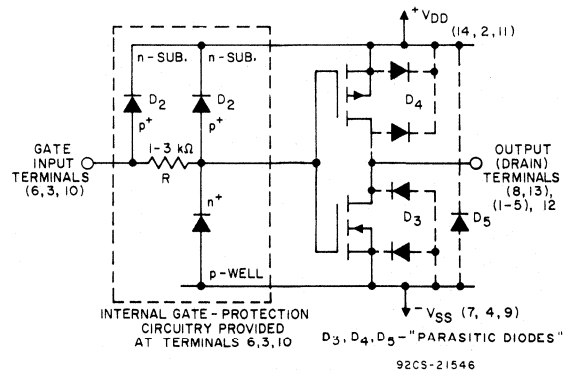 + VDD
(14, 2, 11)
n-SUB. n-SUB.
D2 D2
p+ p+
D4
GATE
INPUT
TERMINALS
(6, 3, 10)
1-3 kΩ
R
OUTPUT
(DRAIN)
TERMINALS
(8, 13),
(1-5), 12
n+
D3
D5
p-WELL
- VSS (7, 4, 9)
INTERNAL GATE-PROTECTION
CIRCUITRY PROVIDED
AT TERMINALS 6,3,10
D3, D4, D5-"PARASITIC DIODES"
92CS-21546